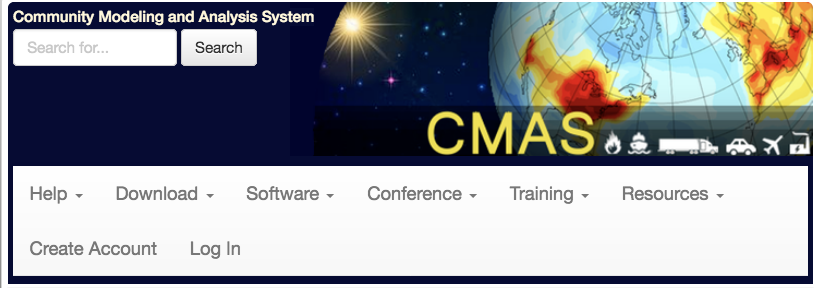 Community Modeling and Analysis System
Search for... Search
CMAS
Help Download Software Conference Training Resources
Create Account Log In